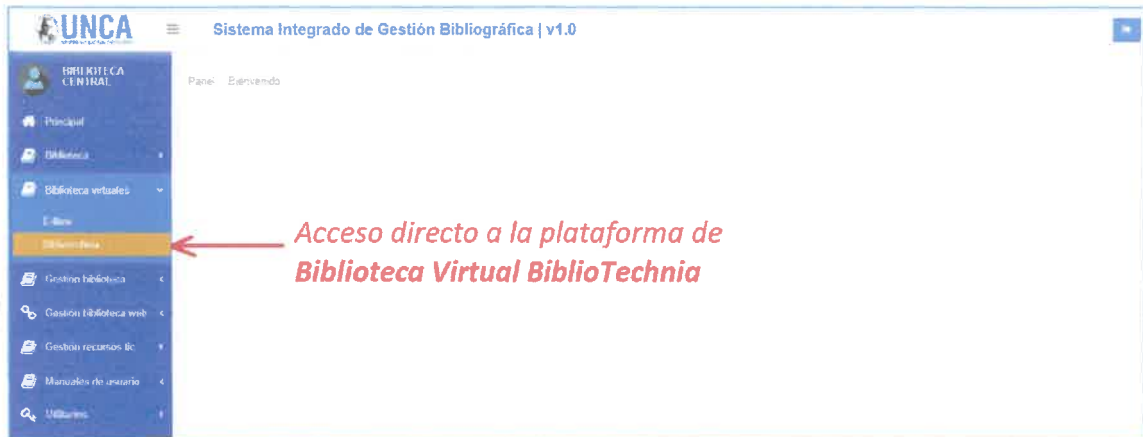 UNCA
Sistema Integrado de Gestión Bibliográfica | v1.0
BIBLIOTECA
CENTRAL
Panel Bienvenido
Principal
Biblioteca
Biblioteca virtuales
Gestion biblioteca
Gestion biblioteca web
Gestion recursos tic
Manuales de usuario
Utilitarios
Acceso directo a la plataforma de
Biblioteca Virtual BiblioTechnia